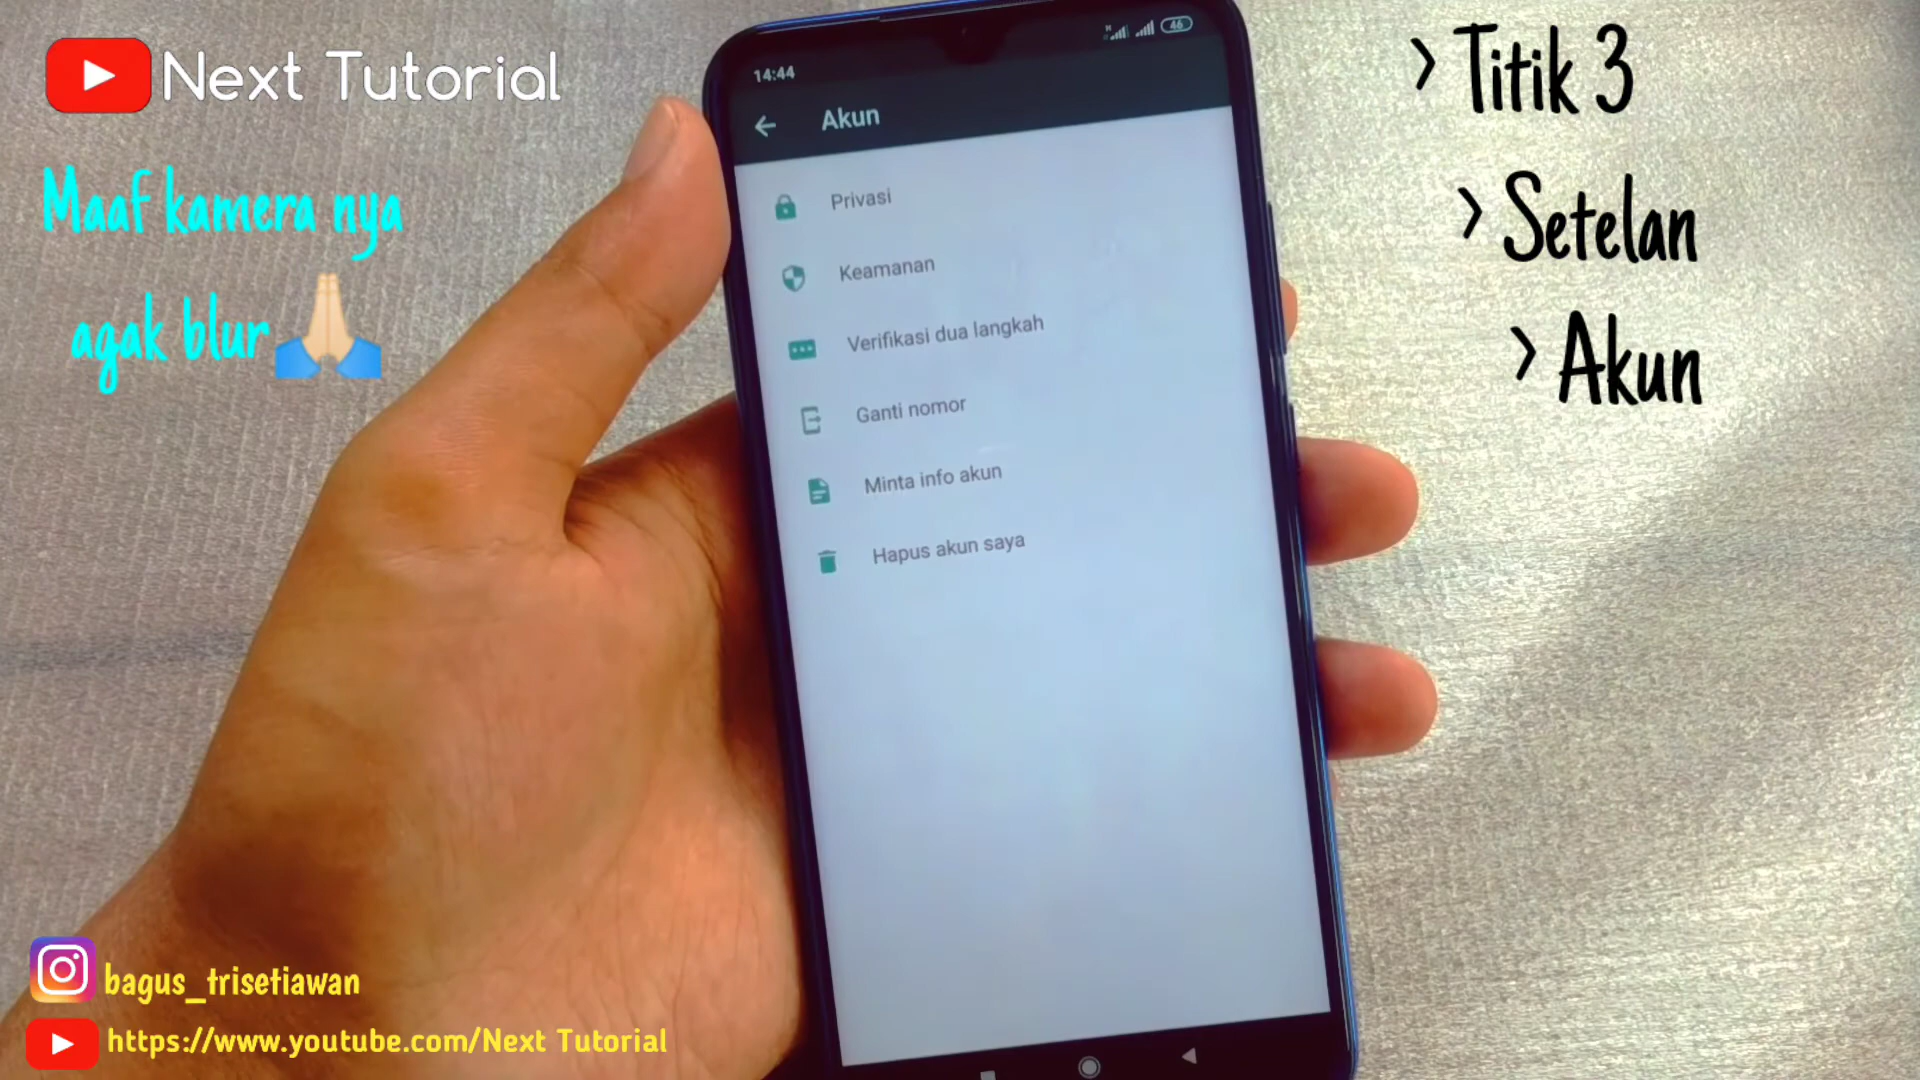 Next Tutorial
Maaf kamera nya
agak blur
> Titik 3
> Setelan
> Akun
14:44
46
Akun
Privasi
Keamanan
Verifikasi dua langkah
Ganti nomor
Minta info akun
Hapus akun saya
bagus_trisetiawan
https://www.youtube.com/Next Tutorial